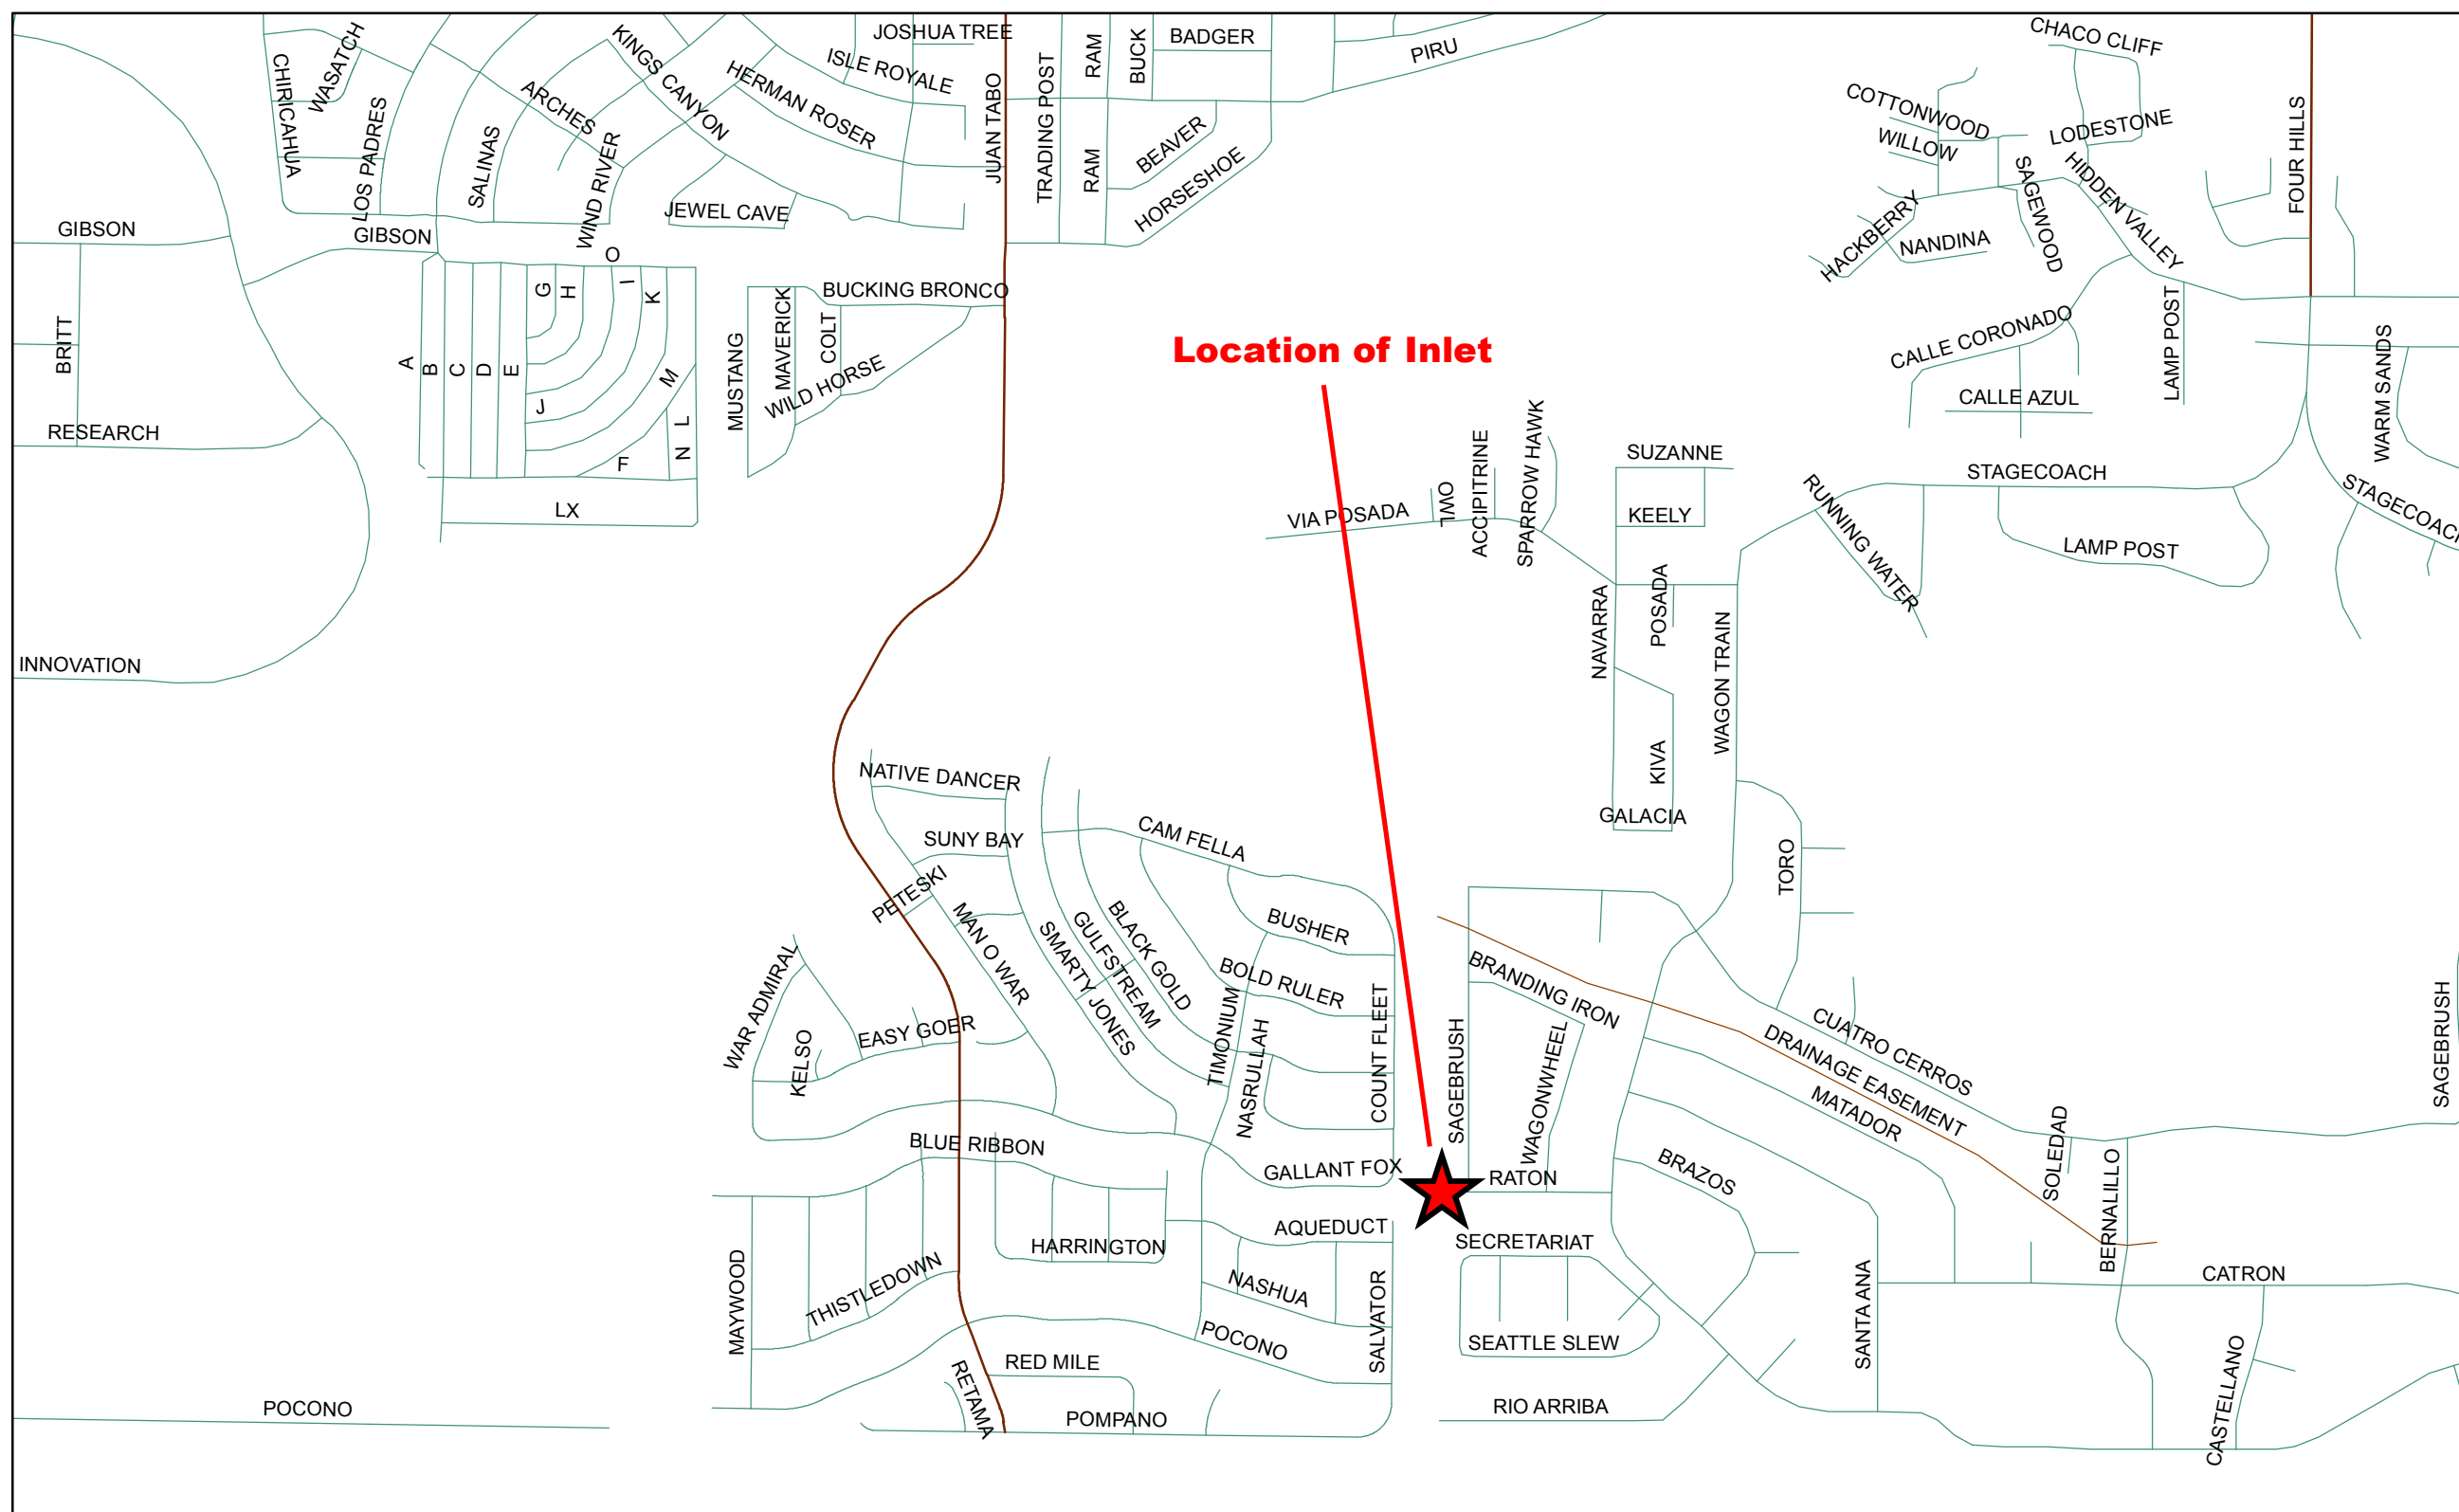 JOSHUA TREE
BADGER
CHACO CLIFF
KINGS CANYON
WASATCH
CHIRICAHUA
ISLE ROYALE
RAM
BUCK
PIRU
HERMAN ROSER
ARCHES
LOS PADRES
SALINAS
JUAN TABO
TRADING POST
COTTONWOOD
WILLOW
LODESTONE
FOUR HILLS
BEAVER
RAM
HORSESHOE
WIND RIVER
JEWEL CAVE
HIDDEN VALLEY
SAGEWOOD
HACKBERRY
NANDINA
GIBSON
GIBSON
O
G
H
I
K
BUCKING BRONCO
MAVERICK
COLT
MUSTANG
WILD HORSE
BRITT
A
B
C
D
E
J
M
L
N
F
LX
RESEARCH
Location of Inlet
CALLE CORONADO
LAMP POST
WARM SANDS
CALLE AZUL
SUZANNE
STAGECOACH
RUNNING WATER
STAGECOACH
SPARROW HAWK
ACCIPITRINE
OWL
VIA POSADA
KEELY
LAMP POST
NAVARRA
POSADA
WAGON TRAIN
INNOVATION
KIVA
GALACIA
NATIVE DANCER
SUNY BAY
CAM FELLA
TORO
PETESKI
MAN O WAR
SMARTY JONES
GULFSTREAM
BLACK GOLD
BUSHER
BOLD RULER
WAR ADMIRAL
KELSO
EASY GOER
TIMONIUM
NASRULLAH
COUNT FLEET
SAGEBRUSH
BRANDING IRON
WAGONWHEEL
CUATRO CERROS
DRAINAGE EASEMENT
MATADOR
SAGEBRUSH
SOLEDAD
BERNALILLO
BLUE RIBBON
GALLANT FOX
RATON
BRAZOS
AQUEDUCT
SECRETARIAT
HARRINGTON
THISTLEDOWN
MAYWOOD
NASHUA
SALVATOR
CATRON
SANTA ANA
POCONO
SEATTLE SLEW
RED MILE
RETAMA
POCONO
POMPANO
RIO ARRIBA
CASTELLANO